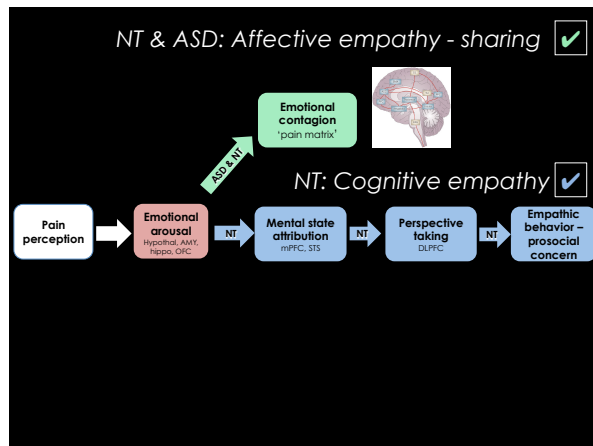 NT & ASD: Affective empathy - sharing
Emotional
contagion
‘pain matrix’
ASD & NT
NT: Cognitive empathy
Pain
perception
Emotional
arousal
Hypothal, AMY,
hippo, OFC
NT
Mental state
attribution
mPFC, STS
NT
Perspective
taking
DLPFC
NT
Empathic
behavior –
prosocial
concern